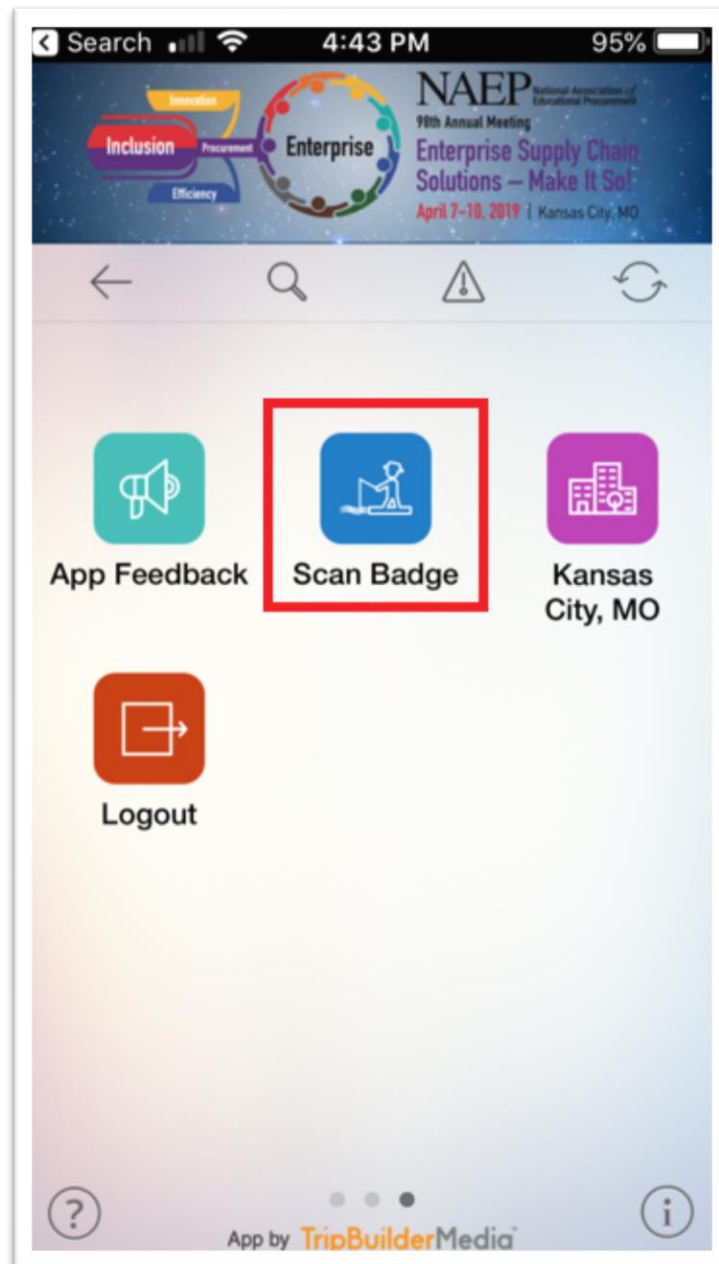 Search 4:43 PM 95%
Innovation
Inclusion
Procurement
Efficiency
Enterprise
NAEP National Association of
Educational Procurement
98th Annual Meeting
Enterprise Supply Chain
Solutions – Make It So!
April 7-10, 2019 | Kansas City, MO
App Feedback
Scan Badge
Kansas
City, MO
Logout
?
i
App by TripBuilderMedia™